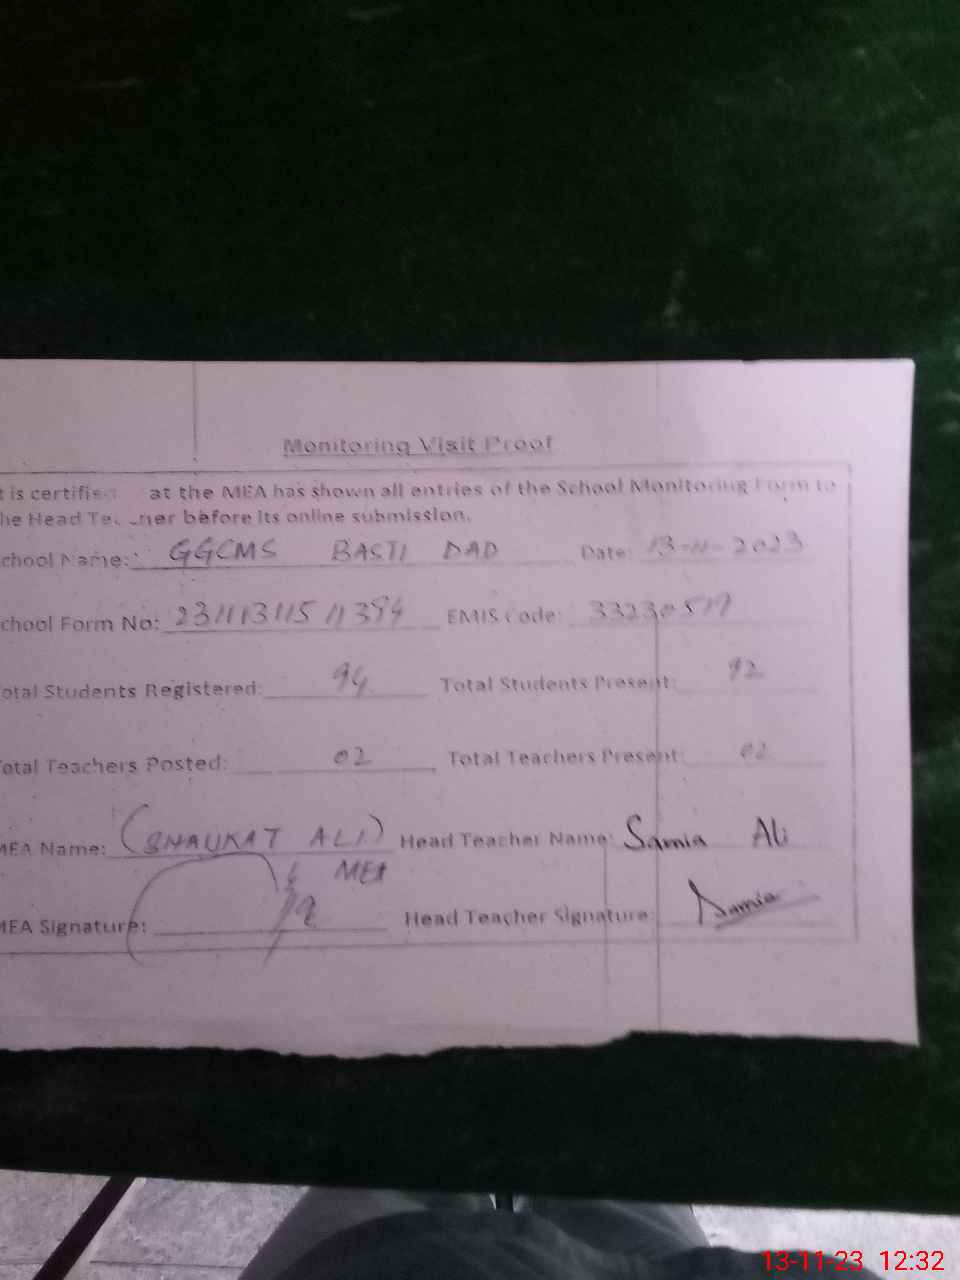 Monitoring Visit Proof
t is certifie at the MEA has shown all entries of the School Monitoring Form to
he Head Te ner before its online submission.
chool Name: GGCMS BASTI DAD Date: 13-11-2023
chool Form No: EMIS Code: 33230517
otal Students Registered: 94 Total Students Present: 92
otal Teachers Posted: 02 Total Teachers Present: 02
MEA Name: (SHAUKAT ALI) Head Teacher Name: Samia Ali
MEA
MEA Signature: Head Teacher Signature: Samia
13-11-23 12:32